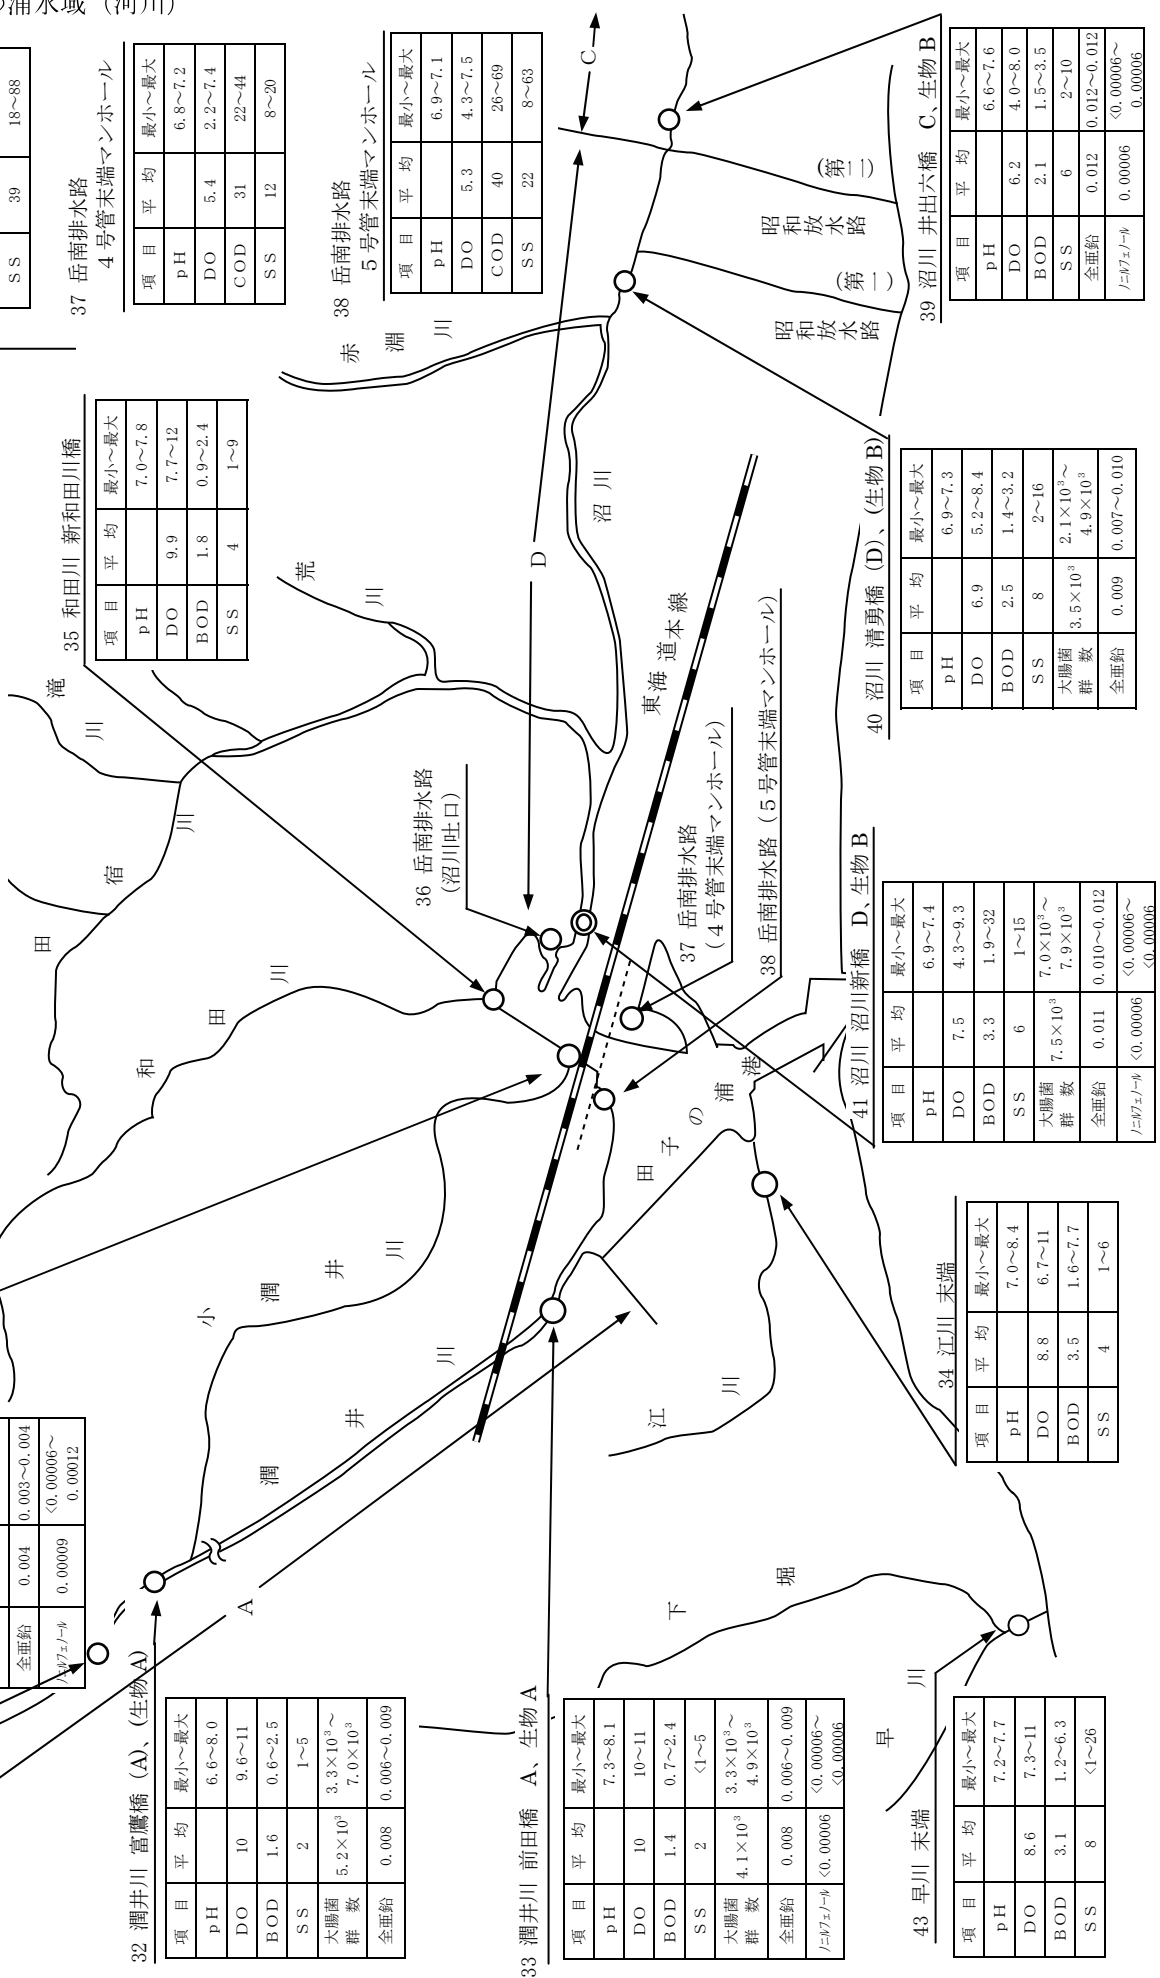 の浦水域（河川）
SS 39 18～88
37 岳南排水路
４号管末端マンホール
項 目 平 均 最小～最大
pH 6.8～7.2
DO 5.4 2.2～7.4
COD 31 22～44
SS 12 8～20
38 岳南排水路
５号管末端マンホール
項 目 平 均 最小～最大
pH 6.9～7.1
DO 5.3 4.3～7.5
COD 40 26～69
SS 22 8～63
39 沼川 井出六橋 C、生物B
項 目 平 均 最小～最大
pH 6.6～7.6
DO 6.2 4.0～8.0
BOD 2.1 1.5～3.5
SS 6 2～10
全亜鉛 0.012 0.012～0.012
ノニルフェノール 0.00006 <0.00006～
0.00006
35 和田川 新和田川橋
項 目 平 均 最小～最大
pH 7.0～7.8
DO 9.9 7.7～12
BOD 1.8 0.9～2.4
SS 4 1～9
40 沼川 清勇橋 (D)、(生物B)
項 目 平 均 最小～最大
pH 6.9～7.3
DO 6.9 5.2～8.4
BOD 2.5 1.4～3.2
SS 8 2～16
大腸菌
群 数 3.5×10³ 2.1×10³～
4.9×10³
全亜鉛 0.009 0.007～0.010
41 沼川 沼川新橋 D、生物B
項 目 平 均 最小～最大
pH 6.9～7.4
DO 7.5 4.3～9.3
BOD 3.3 1.9～32
SS 6 1～15
大腸菌
群 数 7.5×10³ 7.0×10³～
7.9×10³
全亜鉛 0.011 0.010～0.012
ノニルフェノール <0.00006 <0.00006～
<0.00006
34 江川 末端
項 目 平 均 最小～最大
pH 7.0～8.4
DO 8.8 6.7～11
BOD 3.5 1.6～7.7
SS 4 1～6
全亜鉛 0.004 0.003～0.004
ノニルフェノール 0.00009 <0.00006～
0.00012
32 潤井川 富鷹橋 (A)、(生物A)
項 目 平 均 最小～最大
pH 6.6～8.0
DO 10 9.6～11
BOD 1.6 0.6～2.5
SS 2 1～5
大腸菌
群 数 5.2×10³ 3.3×10³～
7.0×10³
全亜鉛 0.008 0.006～0.009
33 潤井川 前田橋 A、生物A
項 目 平 均 最小～最大
pH 7.3～8.1
DO 10 10～11
BOD 1.4 0.7～2.4
SS 2 <1～5
大腸菌
群 数 4.1×10³ 3.3×10³～
4.9×10³
全亜鉛 0.008 0.006～0.009
ノニルフェノール <0.00006 <0.00006～
<0.00006
43 早川 末端
項 目 平 均 最小～最大
pH 7.2～7.7
DO 8.6 7.3～11
BOD 3.1 1.2～6.3
SS 8 <1～26
C
D
A
赤淵川
沼川
昭和放水路
(第二)
昭和放水路
(第一)
荒川
滝川
田宿川
和田川
小潤井川
潤井川
江川
下堀
早川
田子の浦港
東海道本線
36 岳南排水路
(沼川吐口)
37 岳南排水路
（４号管末端マンホール）
38 岳南排水路（５号管末端マンホール）